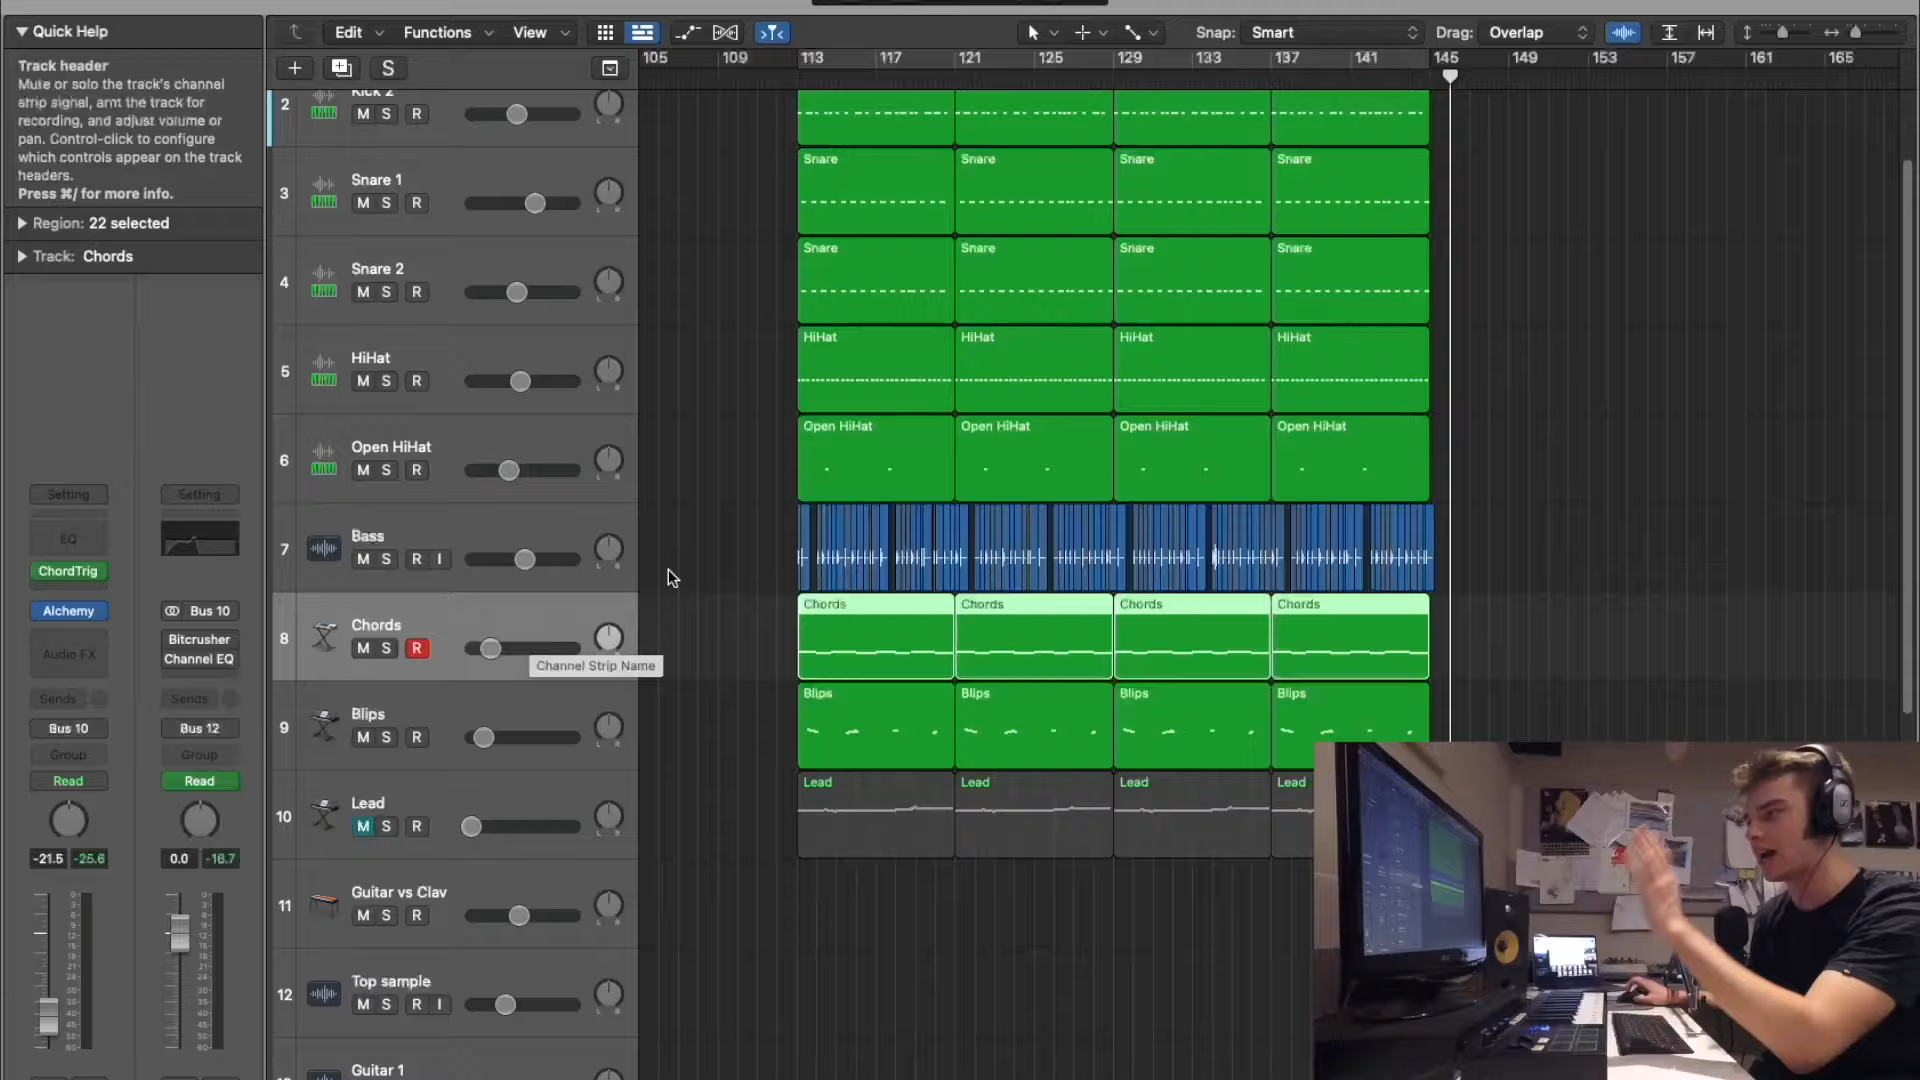 Quick Help
Track header
Mute or solo the track's channel
strip signal, arm the track for
recording, and adjust volume or
pan. Control-click to configure
which controls appear on the track
headers.
Press ⌘/ for more info.
Region: 22 selected
Track: Chords
Setting
EQ
ChordTrig
Alchemy
Audio FX
Sends
Bus 10
Group
Read
-21.5 -25.6
Setting
Bus 10
Bitcrusher
Channel EQ
Sends
Bus 12
Group
Read
0.0 -16.7
Edit Functions View
Snap: Smart
Drag: Overlap
+ S
105 109 113 117 121 125 129 133 137 141 145 149 153 157 161 165
2 Kick 2
M S R
3 Snare 1
M S R
Snare Snare Snare Snare
4 Snare 2
M S R
Snare Snare Snare Snare
5 HiHat
M S R
HiHat HiHat HiHat HiHat
6 Open HiHat
M S R
Open HiHat Open HiHat Open HiHat Open HiHat
7 Bass
M S R I
8 Chords
M S R
Channel Strip Name
Chords Chords Chords Chords
9 Blips
M S R
Blips Blips Blips Blips
10 Lead
M S R
Lead Lead Lead Lead
11 Guitar vs Clav
M S R
12 Top sample
M S R I
Guitar 1